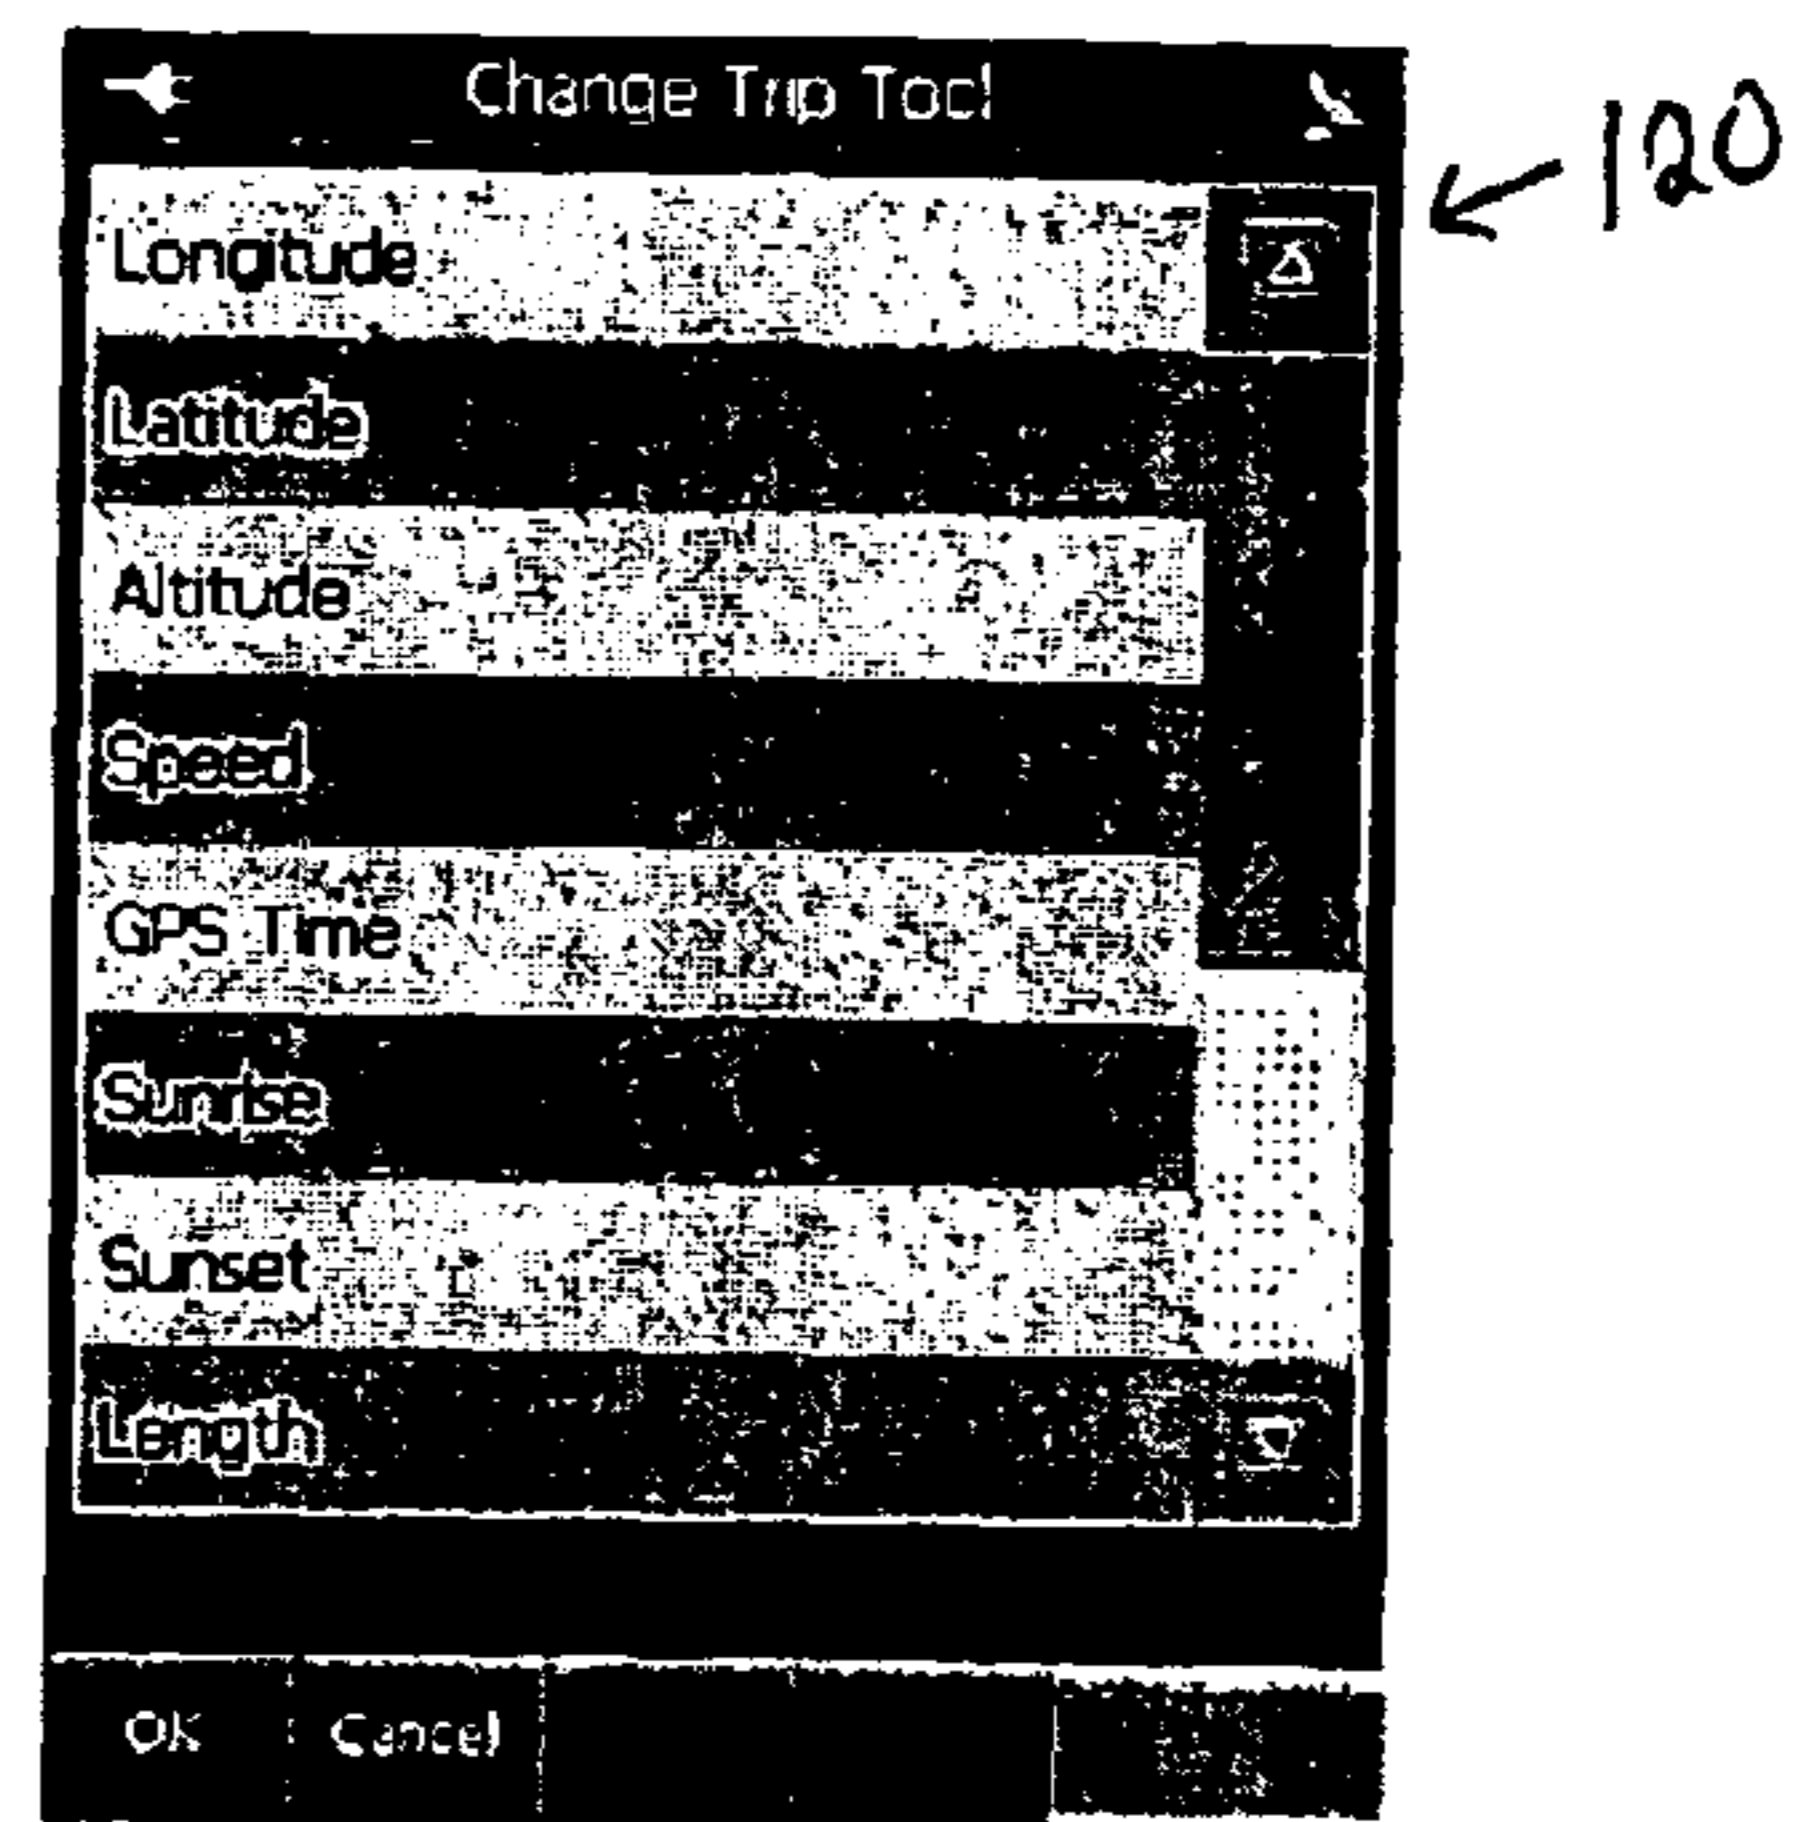 Change Trip Tool
120
Longitude
Latitude
Altitude
Speed
GPS Time
Sunrise
Sunset
Length
OK Cancel